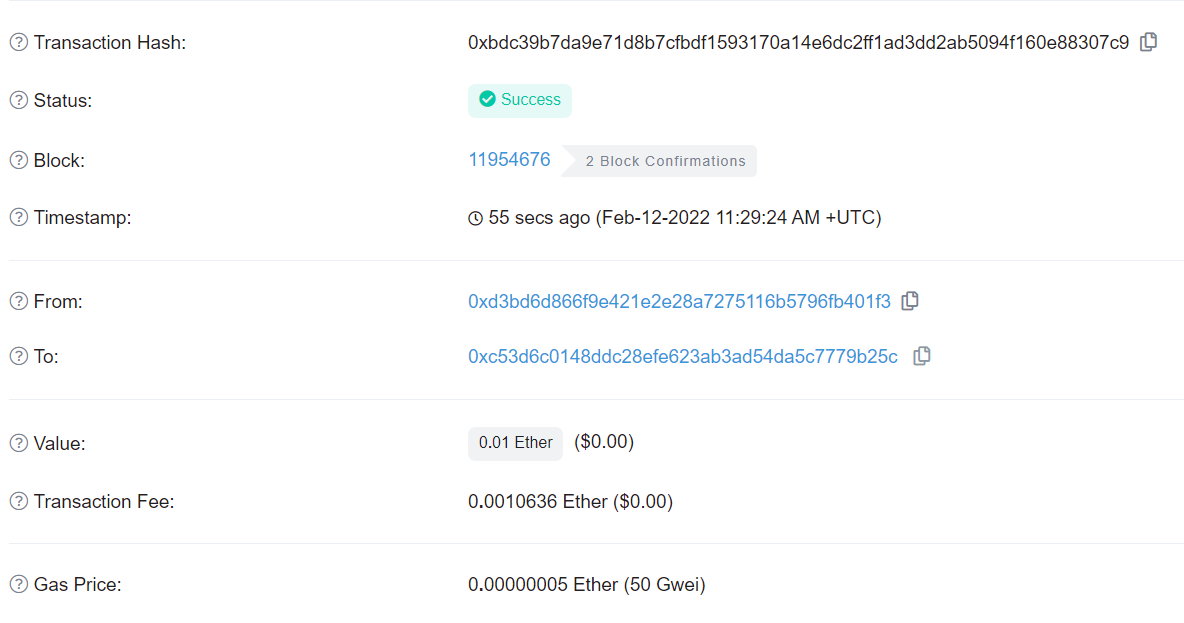 Transaction Hash: 0xbdc39b7da9e71d8b7cfbdf1593170a14e6dc2ff1ad3dd2ab5094f160e88307c9
Status: Success
Block: 11954676 2 Block Confirmations
Timestamp: 55 secs ago (Feb-12-2022 11:29:24 AM +UTC)
From: 0xd3bd6d866f9e421e2e28a7275116b5796fb401f3
To: 0xc53d6c0148ddc28efe623ab3ad54da5c7779b25c
Value: 0.01 Ether ($0.00)
Transaction Fee: 0.0010636 Ether ($0.00)
Gas Price: 0.00000005 Ether (50 Gwei)